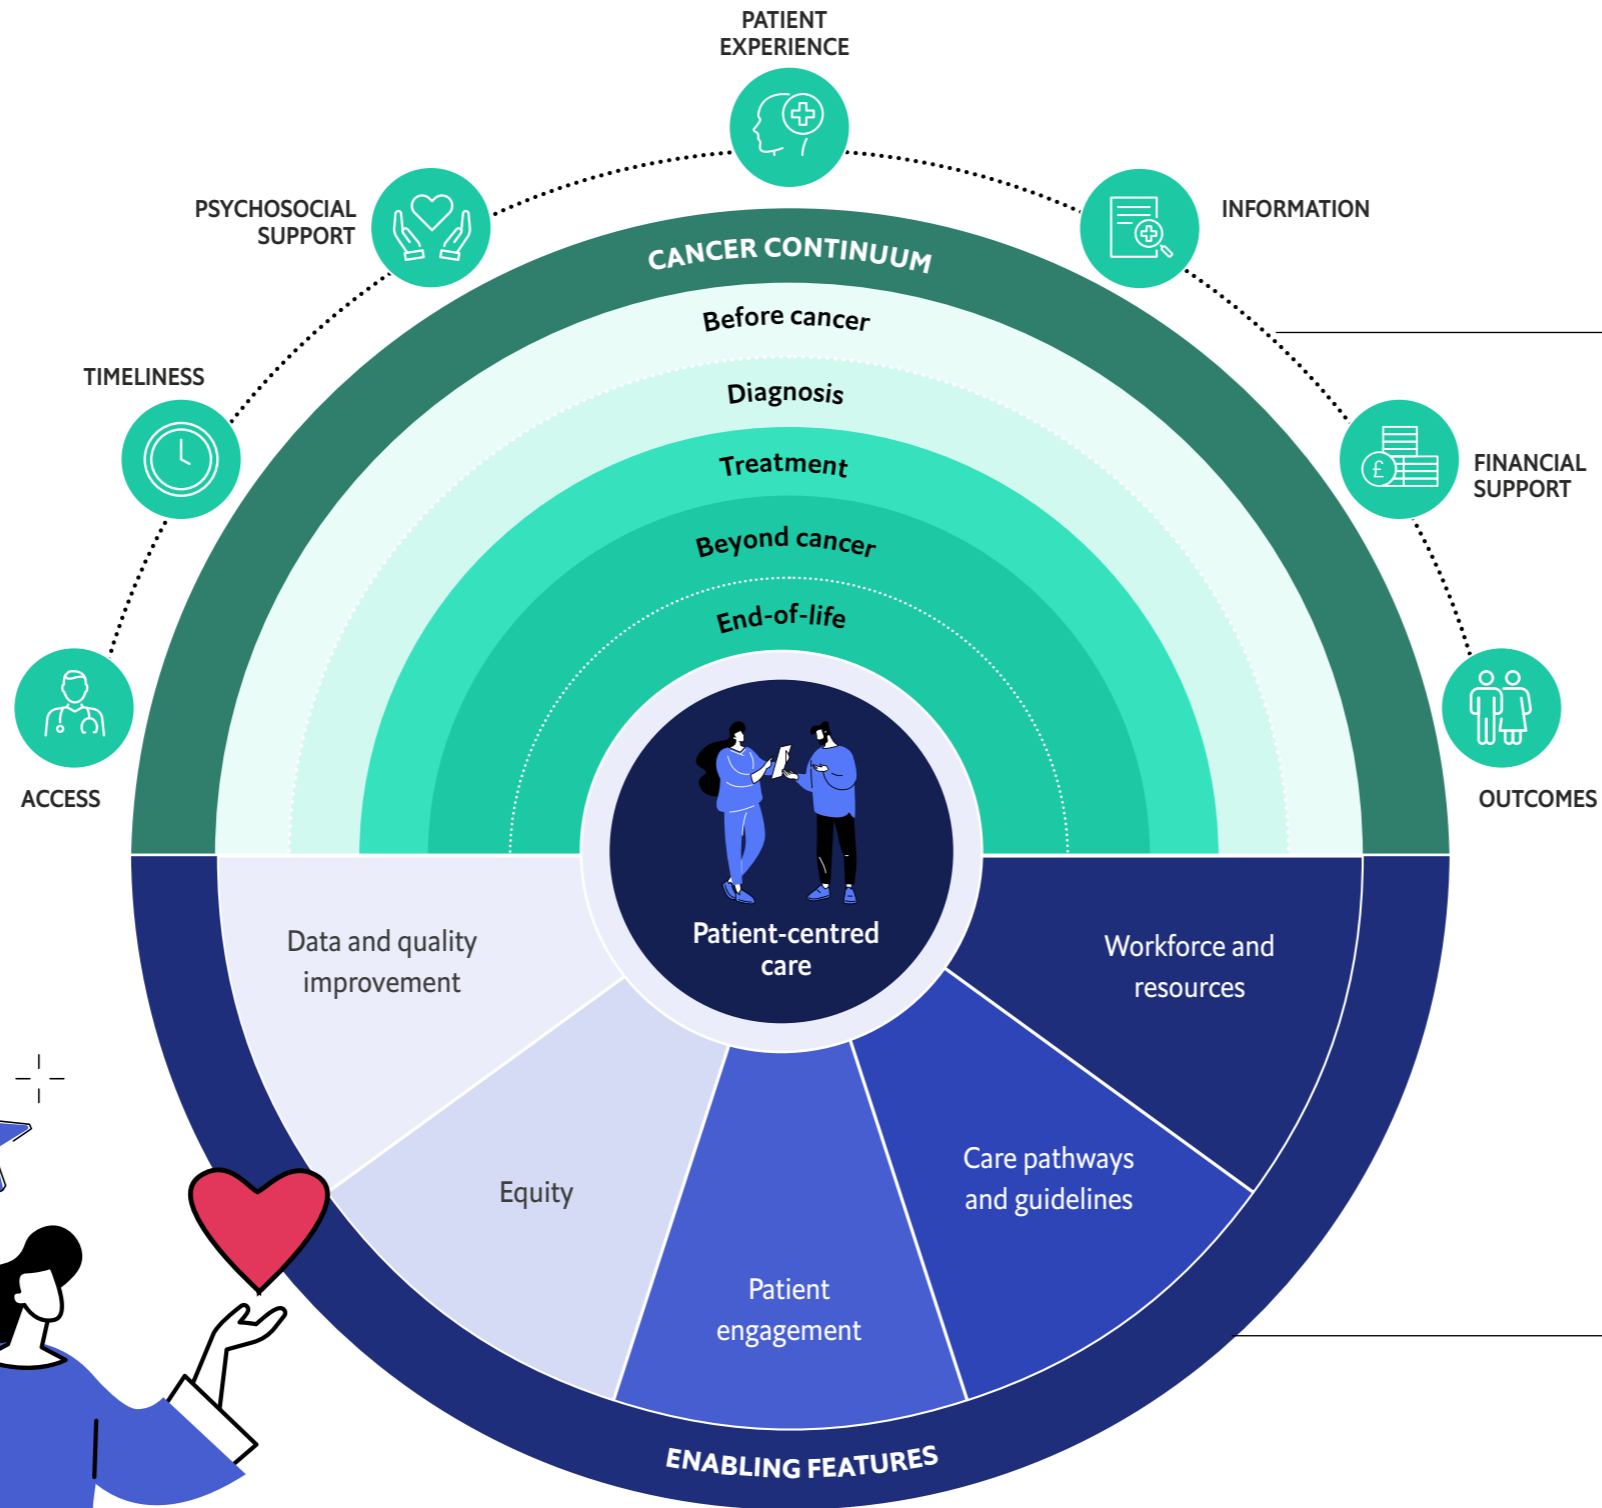 PATIENT
EXPERIENCE
PSYCHOSOCIAL
SUPPORT
INFORMATION
CANCER CONTINUUM
Before cancer
TIMELINESS
Diagnosis
Treatment
£
FINANCIAL
SUPPORT
Beyond cancer
End-of-life
ACCESS
OUTCOMES
Patient-centred
care
Data and quality
improvement
Workforce and
resources
Equity
Care pathways
and guidelines
Patient
engagement
ENABLING FEATURES